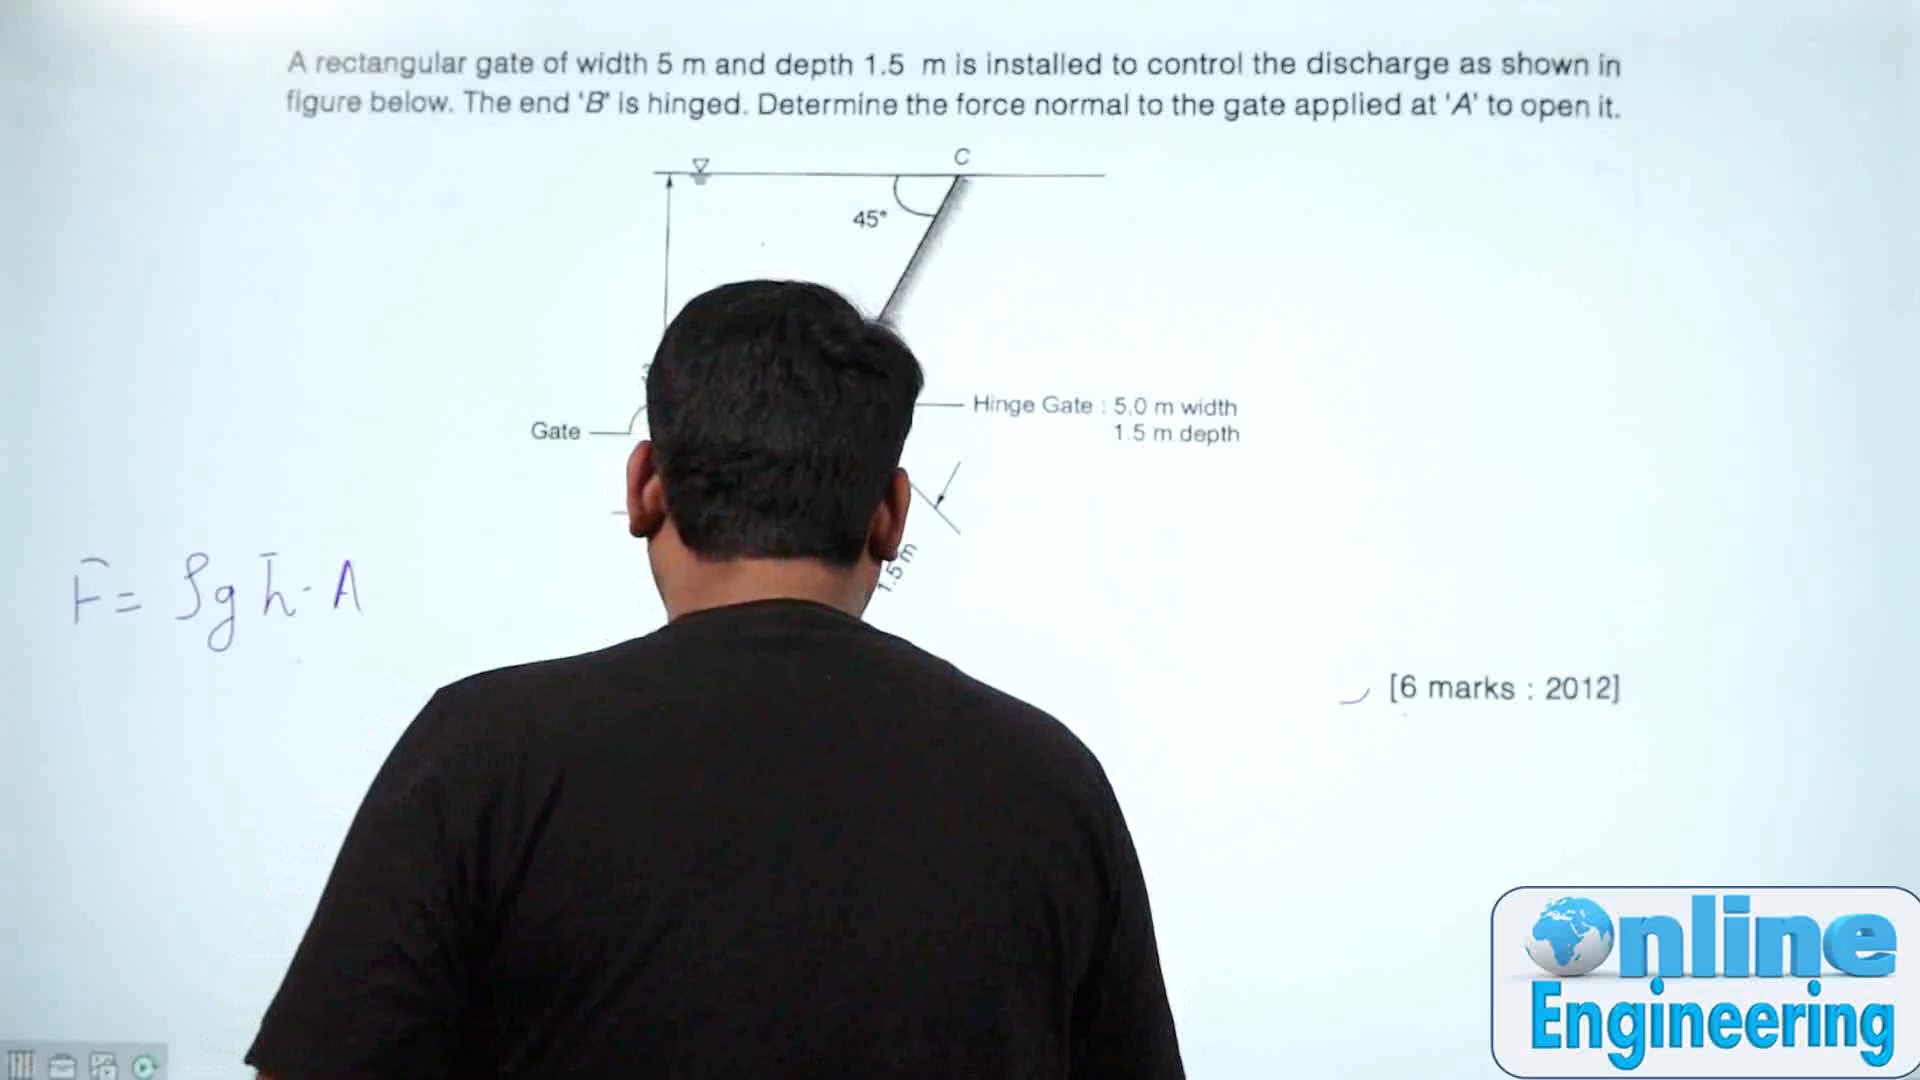 A rectangular gate of width 5 m and depth 1.5 m is installed to control the discharge as shown in
figure below. The end 'B' is hinged. Determine the force normal to the gate applied at 'A' to open it.
C
45°
Hinge Gate : 5.0 m width
1.5 m depth
Gate
1.5 m
F = ρg h̄ · A
[6 marks : 2012]
Online
Engineering